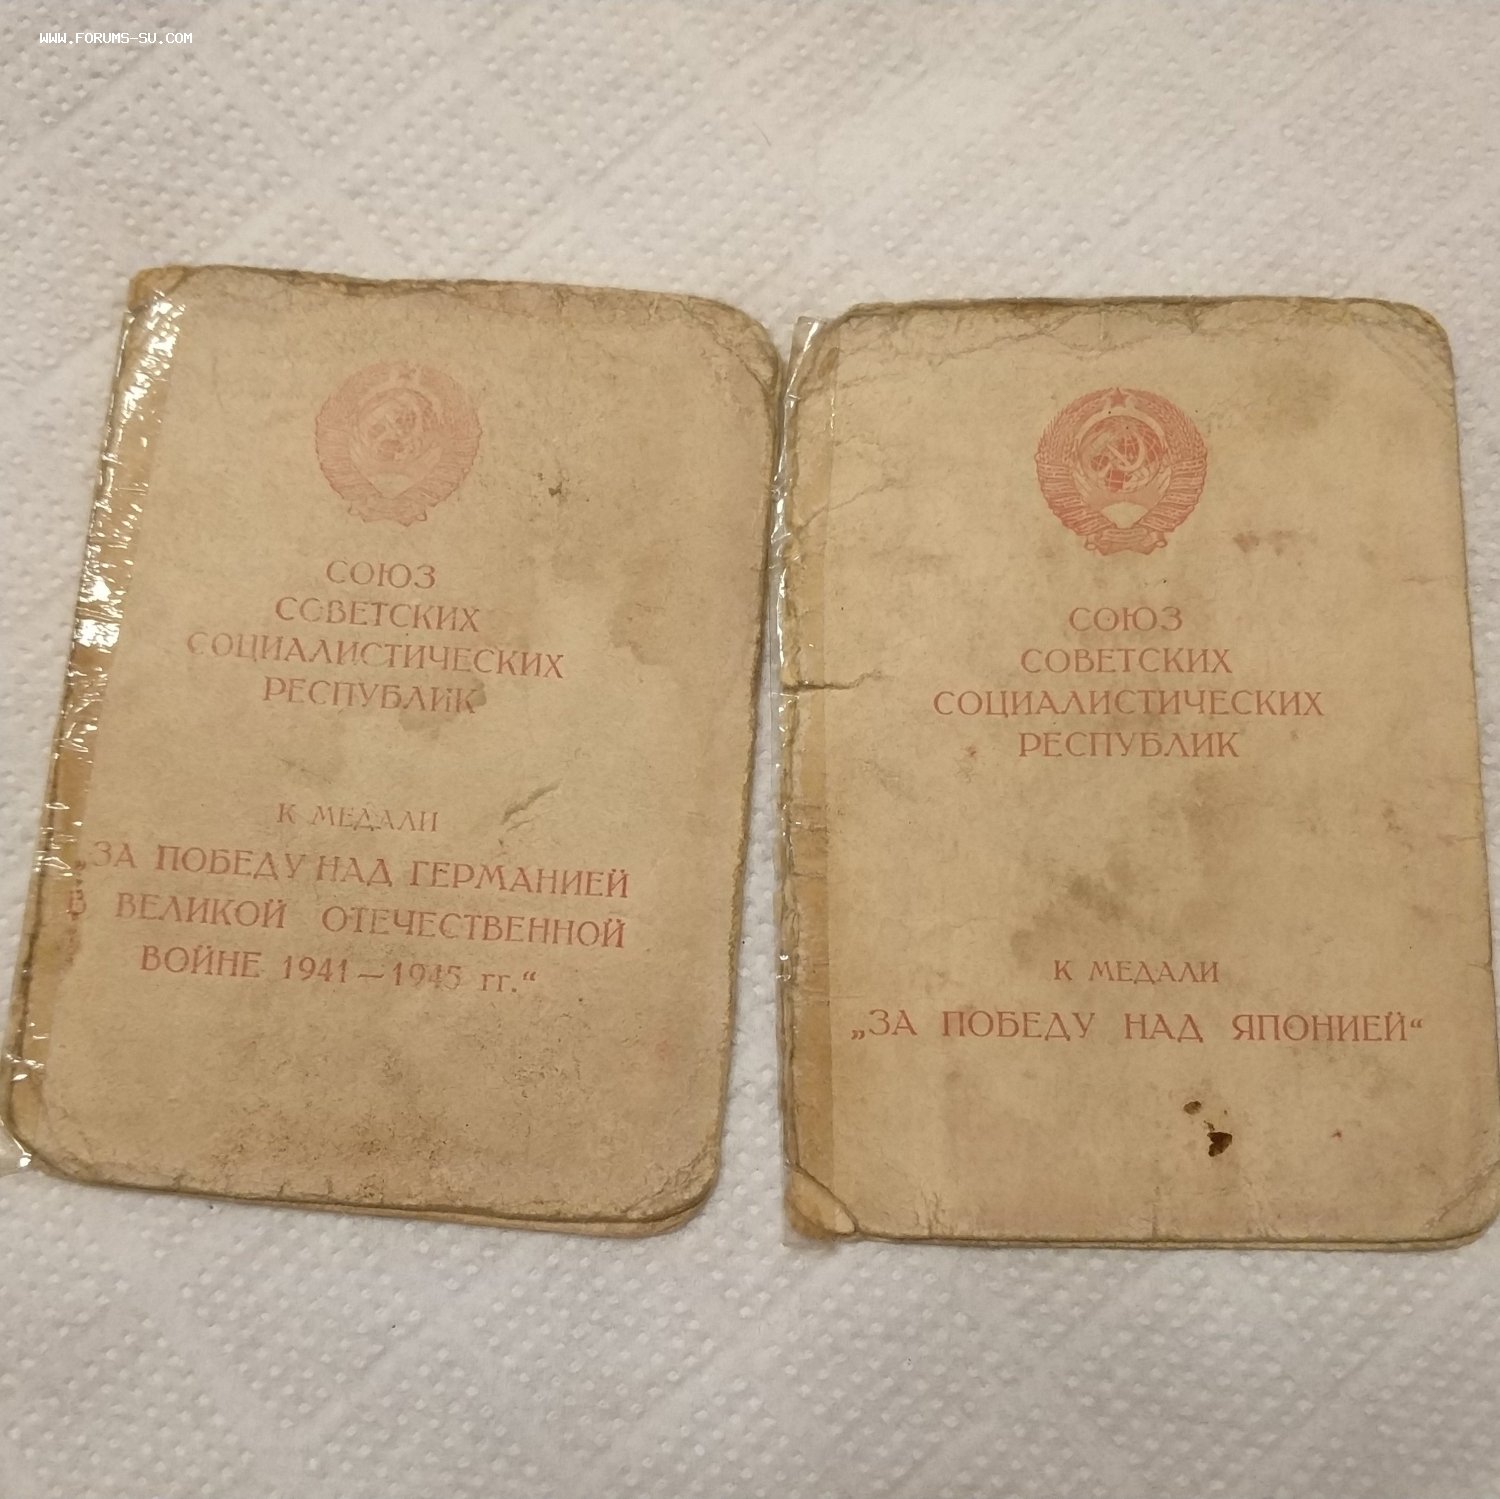 WWW.FORUMS-SU.COM
СОЮЗ
СОВЕТСКИХ
СОЦИАЛИСТИЧЕСКИХ
РЕСПУБЛИК
К МЕДАЛИ
„ЗА ПОБЕДУ НАД ГЕРМАНИЕЙ
В ВЕЛИКОЙ ОТЕЧЕСТВЕННОЙ
ВОЙНЕ 1941—1945 гг.“
СОЮЗ
СОВЕТСКИХ
СОЦИАЛИСТИЧЕСКИХ
РЕСПУБЛИК
К МЕДАЛИ
„ЗА ПОБЕДУ НАД ЯПОНИЕЙ“